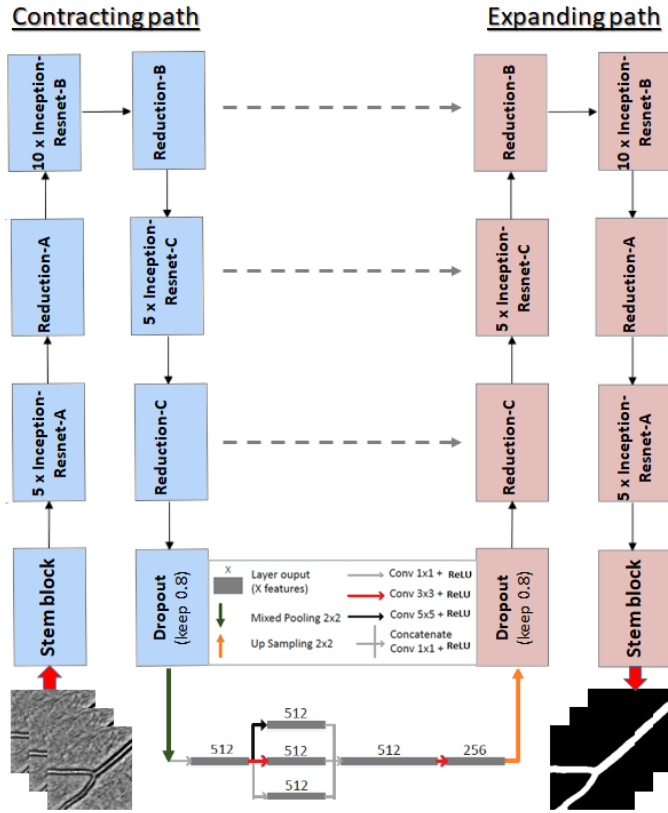 Contracting path
Expanding path
10 x Inception-
Resnet-B
Reduction-B
Reduction-B
10 x Inception-
Resnet-B
Reduction-A
5 x Inception-
Resnet-C
5 x Inception-
Resnet-C
Reduction-A
5 x Inception-
Resnet-A
Reduction-C
Reduction-C
5 x Inception-
Resnet-A
Stem block
Dropout
(keep 0.8)
X
Layer ouput
(X features)
Mixed Pooling 2x2
Up Sampling 2x2
Conv 1x1 + ReLU
Conv 3x3 + ReLU
Conv 5x5 + ReLU
Concatenate
Conv 1x1 + ReLU
Dropout
(keep 0.8)
Stem block
512
512
512
512
512
256